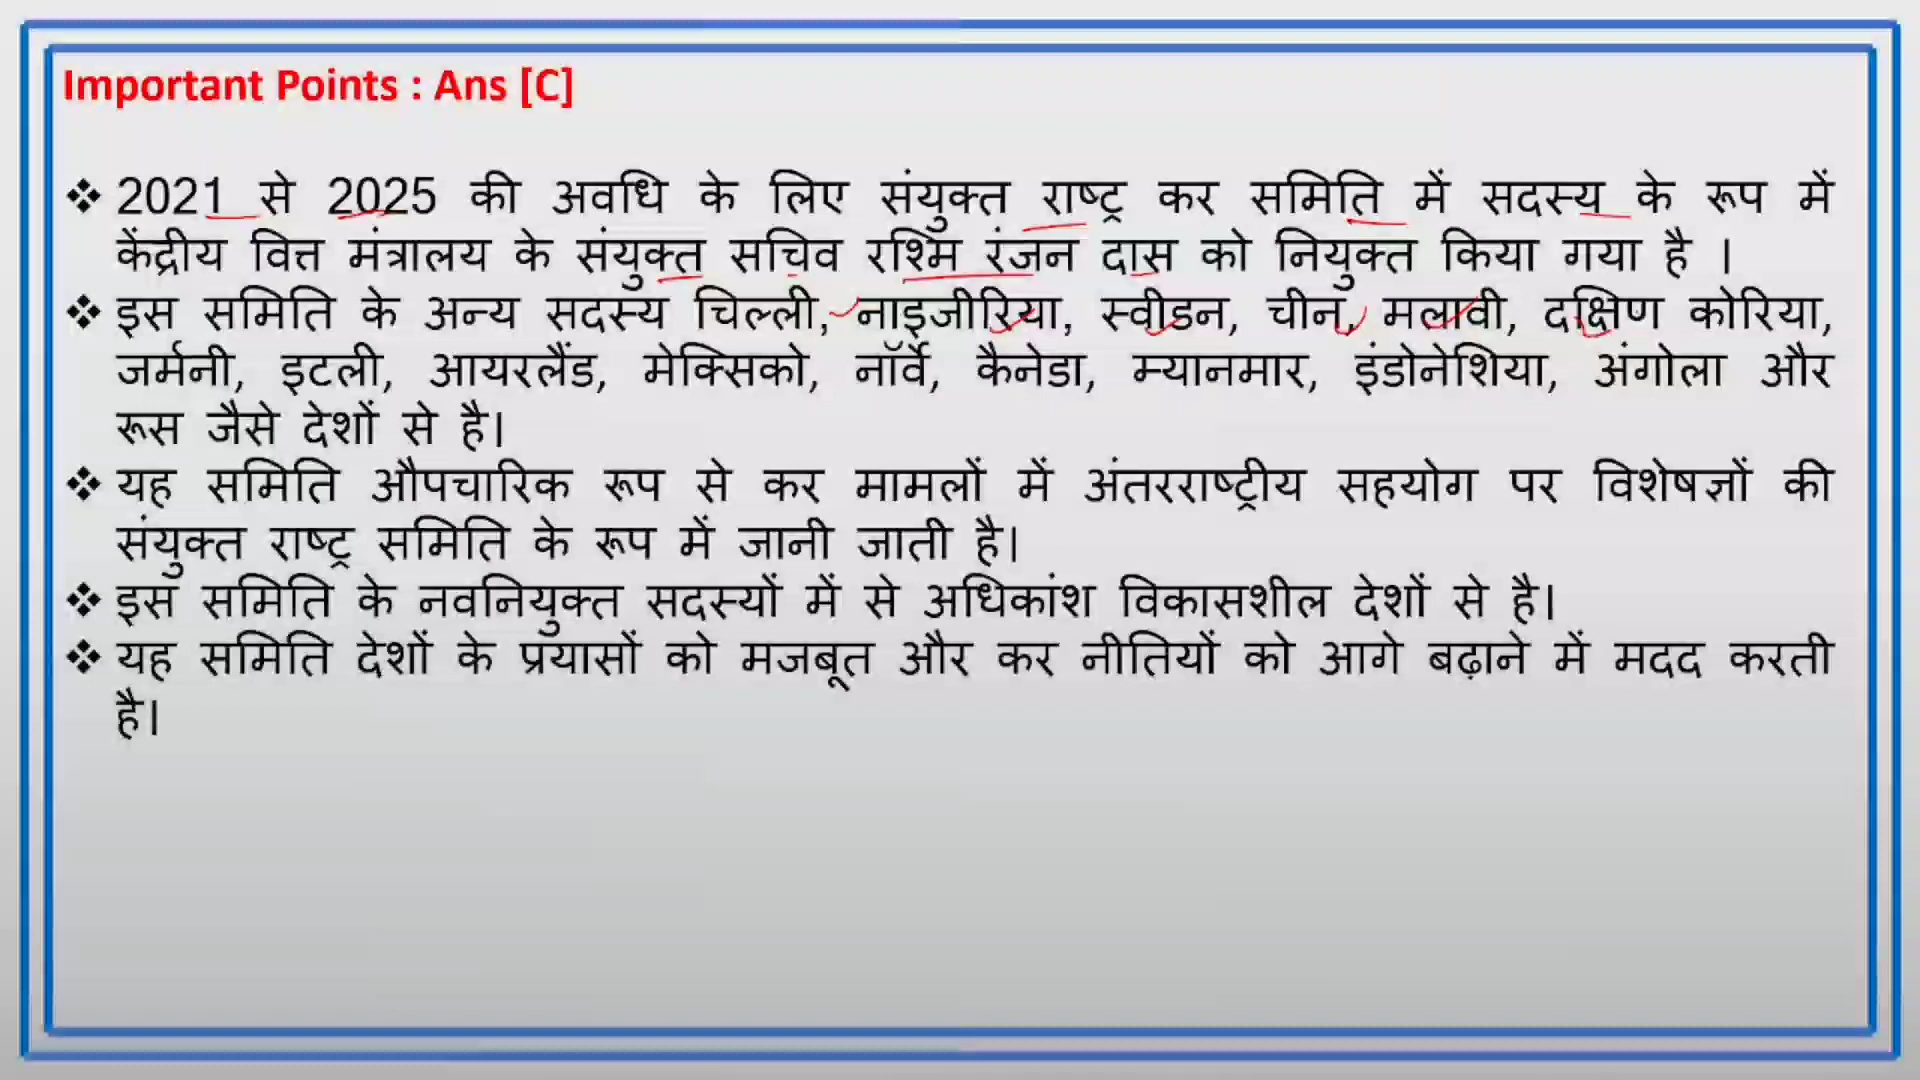 Important Points : Ans [C]
❖ 2021 से 2025 की अवधि के लिए संयुक्त राष्ट्र कर समिति में सदस्य के रूप में
केंद्रीय वित्त मंत्रालय के संयुक्त सचिव रश्मि रंजन दास को नियुक्त किया गया है ।
❖ इस समिति के अन्य सदस्य चिल्ली, नाइजीरिया, स्वीडन, चीन, मलावी, दक्षिण कोरिया,
जर्मनी, इटली, आयरलैंड, मेक्सिको, नॉर्वे, कैनेडा, म्यानमार, इंडोनेशिया, अंगोला और
रूस जैसे देशों से है।
❖ यह समिति औपचारिक रूप से कर मामलों में अंतरराष्ट्रीय सहयोग पर विशेषज्ञों की
संयुक्त राष्ट्र समिति के रूप में जानी जाती है।
❖ इस समिति के नवनियुक्त सदस्यों में से अधिकांश विकासशील देशों से है।
❖ यह समिति देशों के प्रयासों को मजबूत और कर नीतियों को आगे बढ़ाने में मदद करती
है।